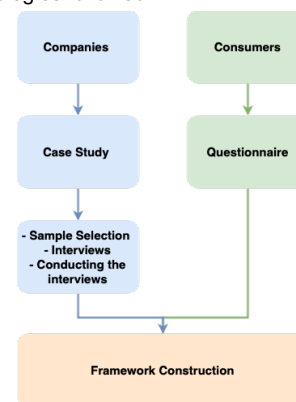 Companies
Consumers
Case Study
Questionnaire
- Sample Selection
- Interviews
- Conducting the
interviews
Framework Construction